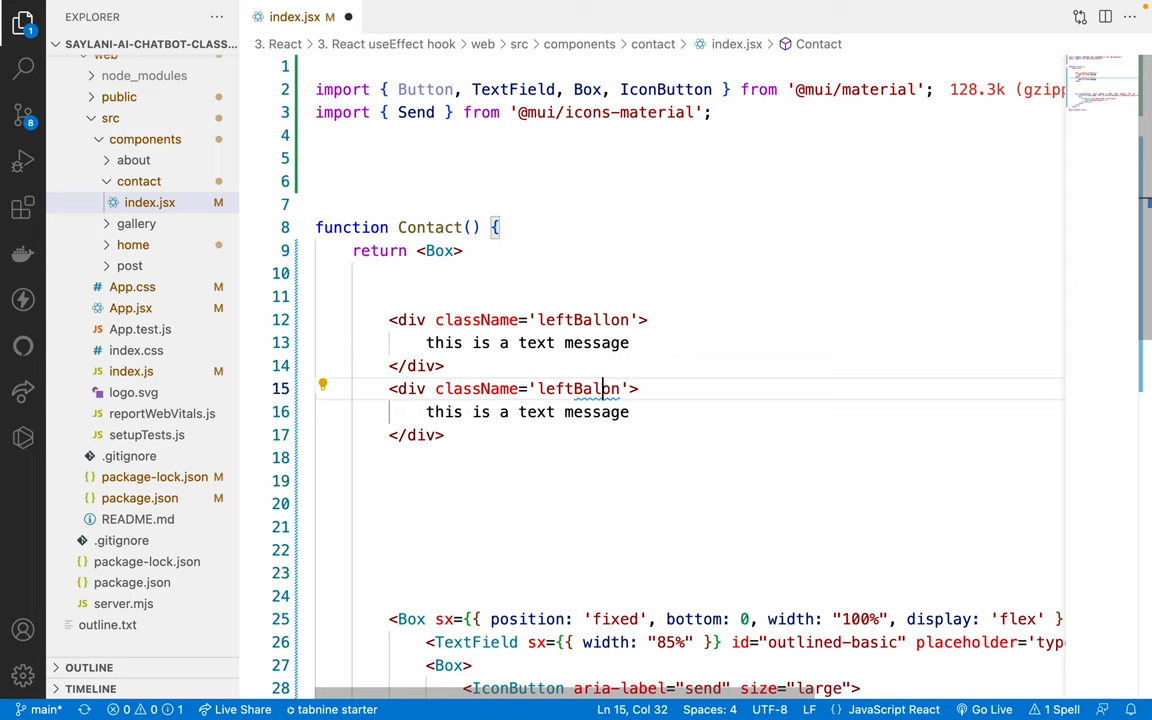 EXPLORER
index.jsx M
SAYLANI-AI-CHATBOT-CLASS...
3. React > 3. React useEffect hook > web > src > components > contact > index.jsx > Contact
web
node_modules
public
src
components
about
contact
index.jsx M
gallery
home
post
App.css M
App.jsx M
App.test.js
index.css
index.js M
logo.svg
reportWebVitals.js
setupTests.js
.gitignore
package-lock.json M
package.json M
README.md
.gitignore
package-lock.json
package.json
server.mjs
outline.txt
OUTLINE
TIMELINE
1
8
1
2 import { Button, TextField, Box, IconButton } from '@mui/material'; 128.3k (gzipp
3 import { Send } from '@mui/icons-material';
4
5
6
7
8 function Contact() {
9 return <Box>
10
11
12 <div className='leftBallon'>
13 this is a text message
14 </div>
15 <div className='leftBalon'>
16 this is a text message
17 </div>
18
19
20
21
22
23
24
25 <Box sx={{ position: 'fixed', bottom: 0, width: "100%", display: 'flex' }
26 <TextField sx={{ width: "85%" }} id="outlined-basic" placeholder='typ
27 <Box>
28 <IconButton aria-label="send" size="large">
main* 0 0 1 Live Share tabnine starter Ln 15, Col 32 Spaces: 4 UTF-8 LF JavaScript React Go Live 1 Spell